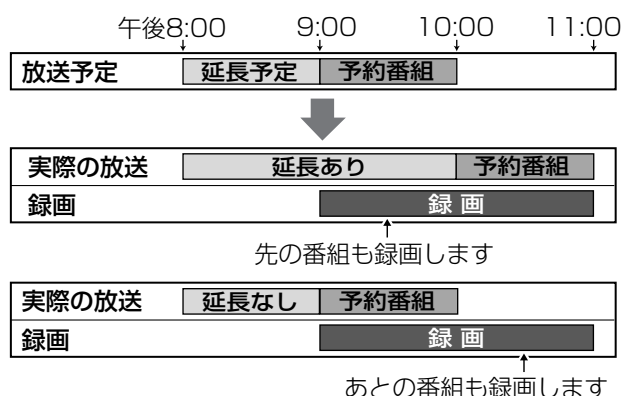 午後8:00 9:00 10:00 11:00
放送予定 延長予定 予約番組
実際の放送 延長あり 予約番組
録画 録 画
先の番組も録画します
実際の放送 延長なし 予約番組
録画 録 画
あとの番組も録画します